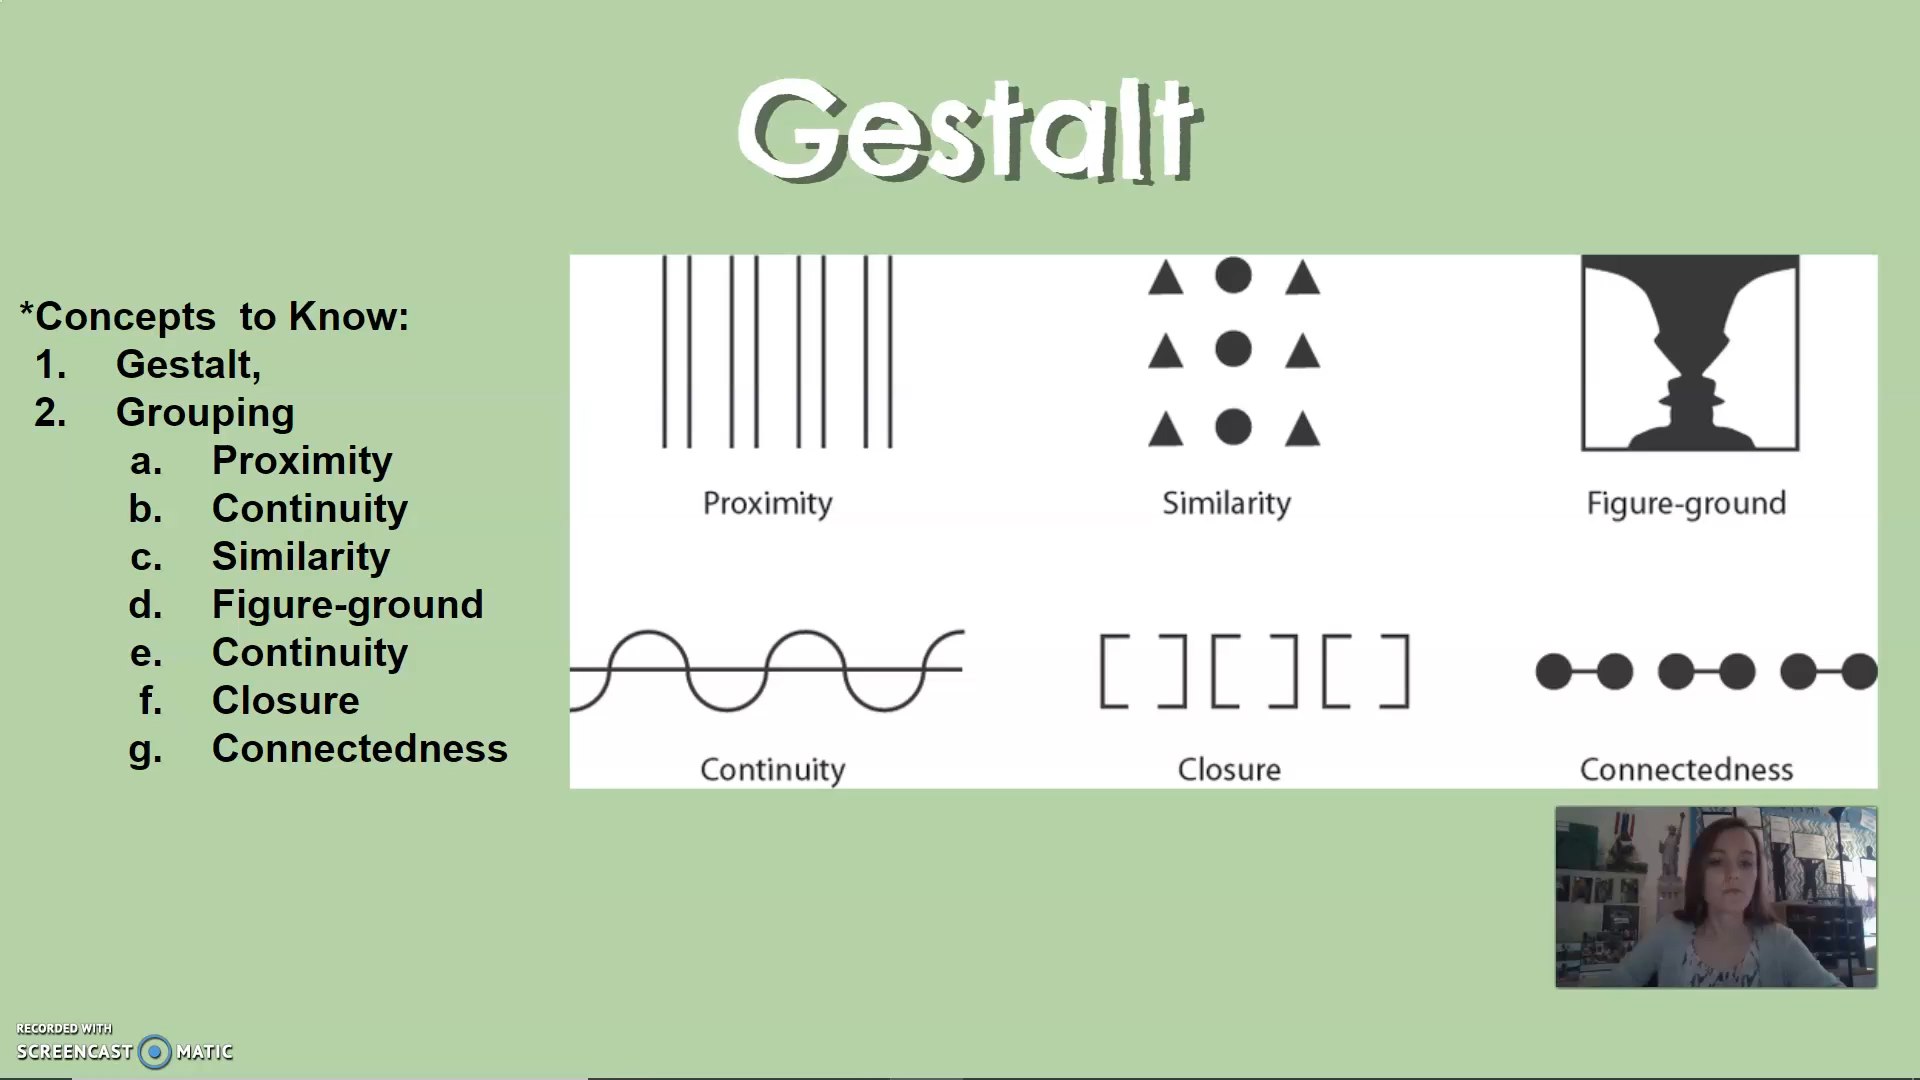 Gestalt
*Concepts to Know:
1. Gestalt,
2. Grouping
a. Proximity
b. Continuity
c. Similarity
d. Figure-ground
e. Continuity
f. Closure
g. Connectedness
Proximity
Similarity
Figure-ground
Continuity
Closure
Connectedness
RECORDED WITH
SCREENCAST MATIC